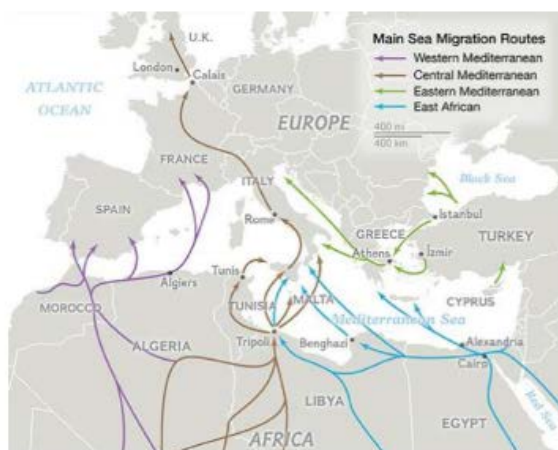 Main Sea Migration Routes
Western Mediterranean
Central Mediterranean
Eastern Mediterranean
East African
400 mi
400 km
U.K.
London
Calais
ATLANTIC
OCEAN
GERMANY
EUROPE
FRANCE
Black Sea
ITALY
SPAIN
Rome
Istanbul
GREECE
TURKEY
Athens
İzmir
Tunis
Algiers
CYPRUS
MOROCCO
TUNISIA
MALTA
Mediterranean Sea
ALGERIA
Tripoli
Benghazi
Alexandria
Cairo
LIBYA
EGYPT
Red Sea
AFRICA